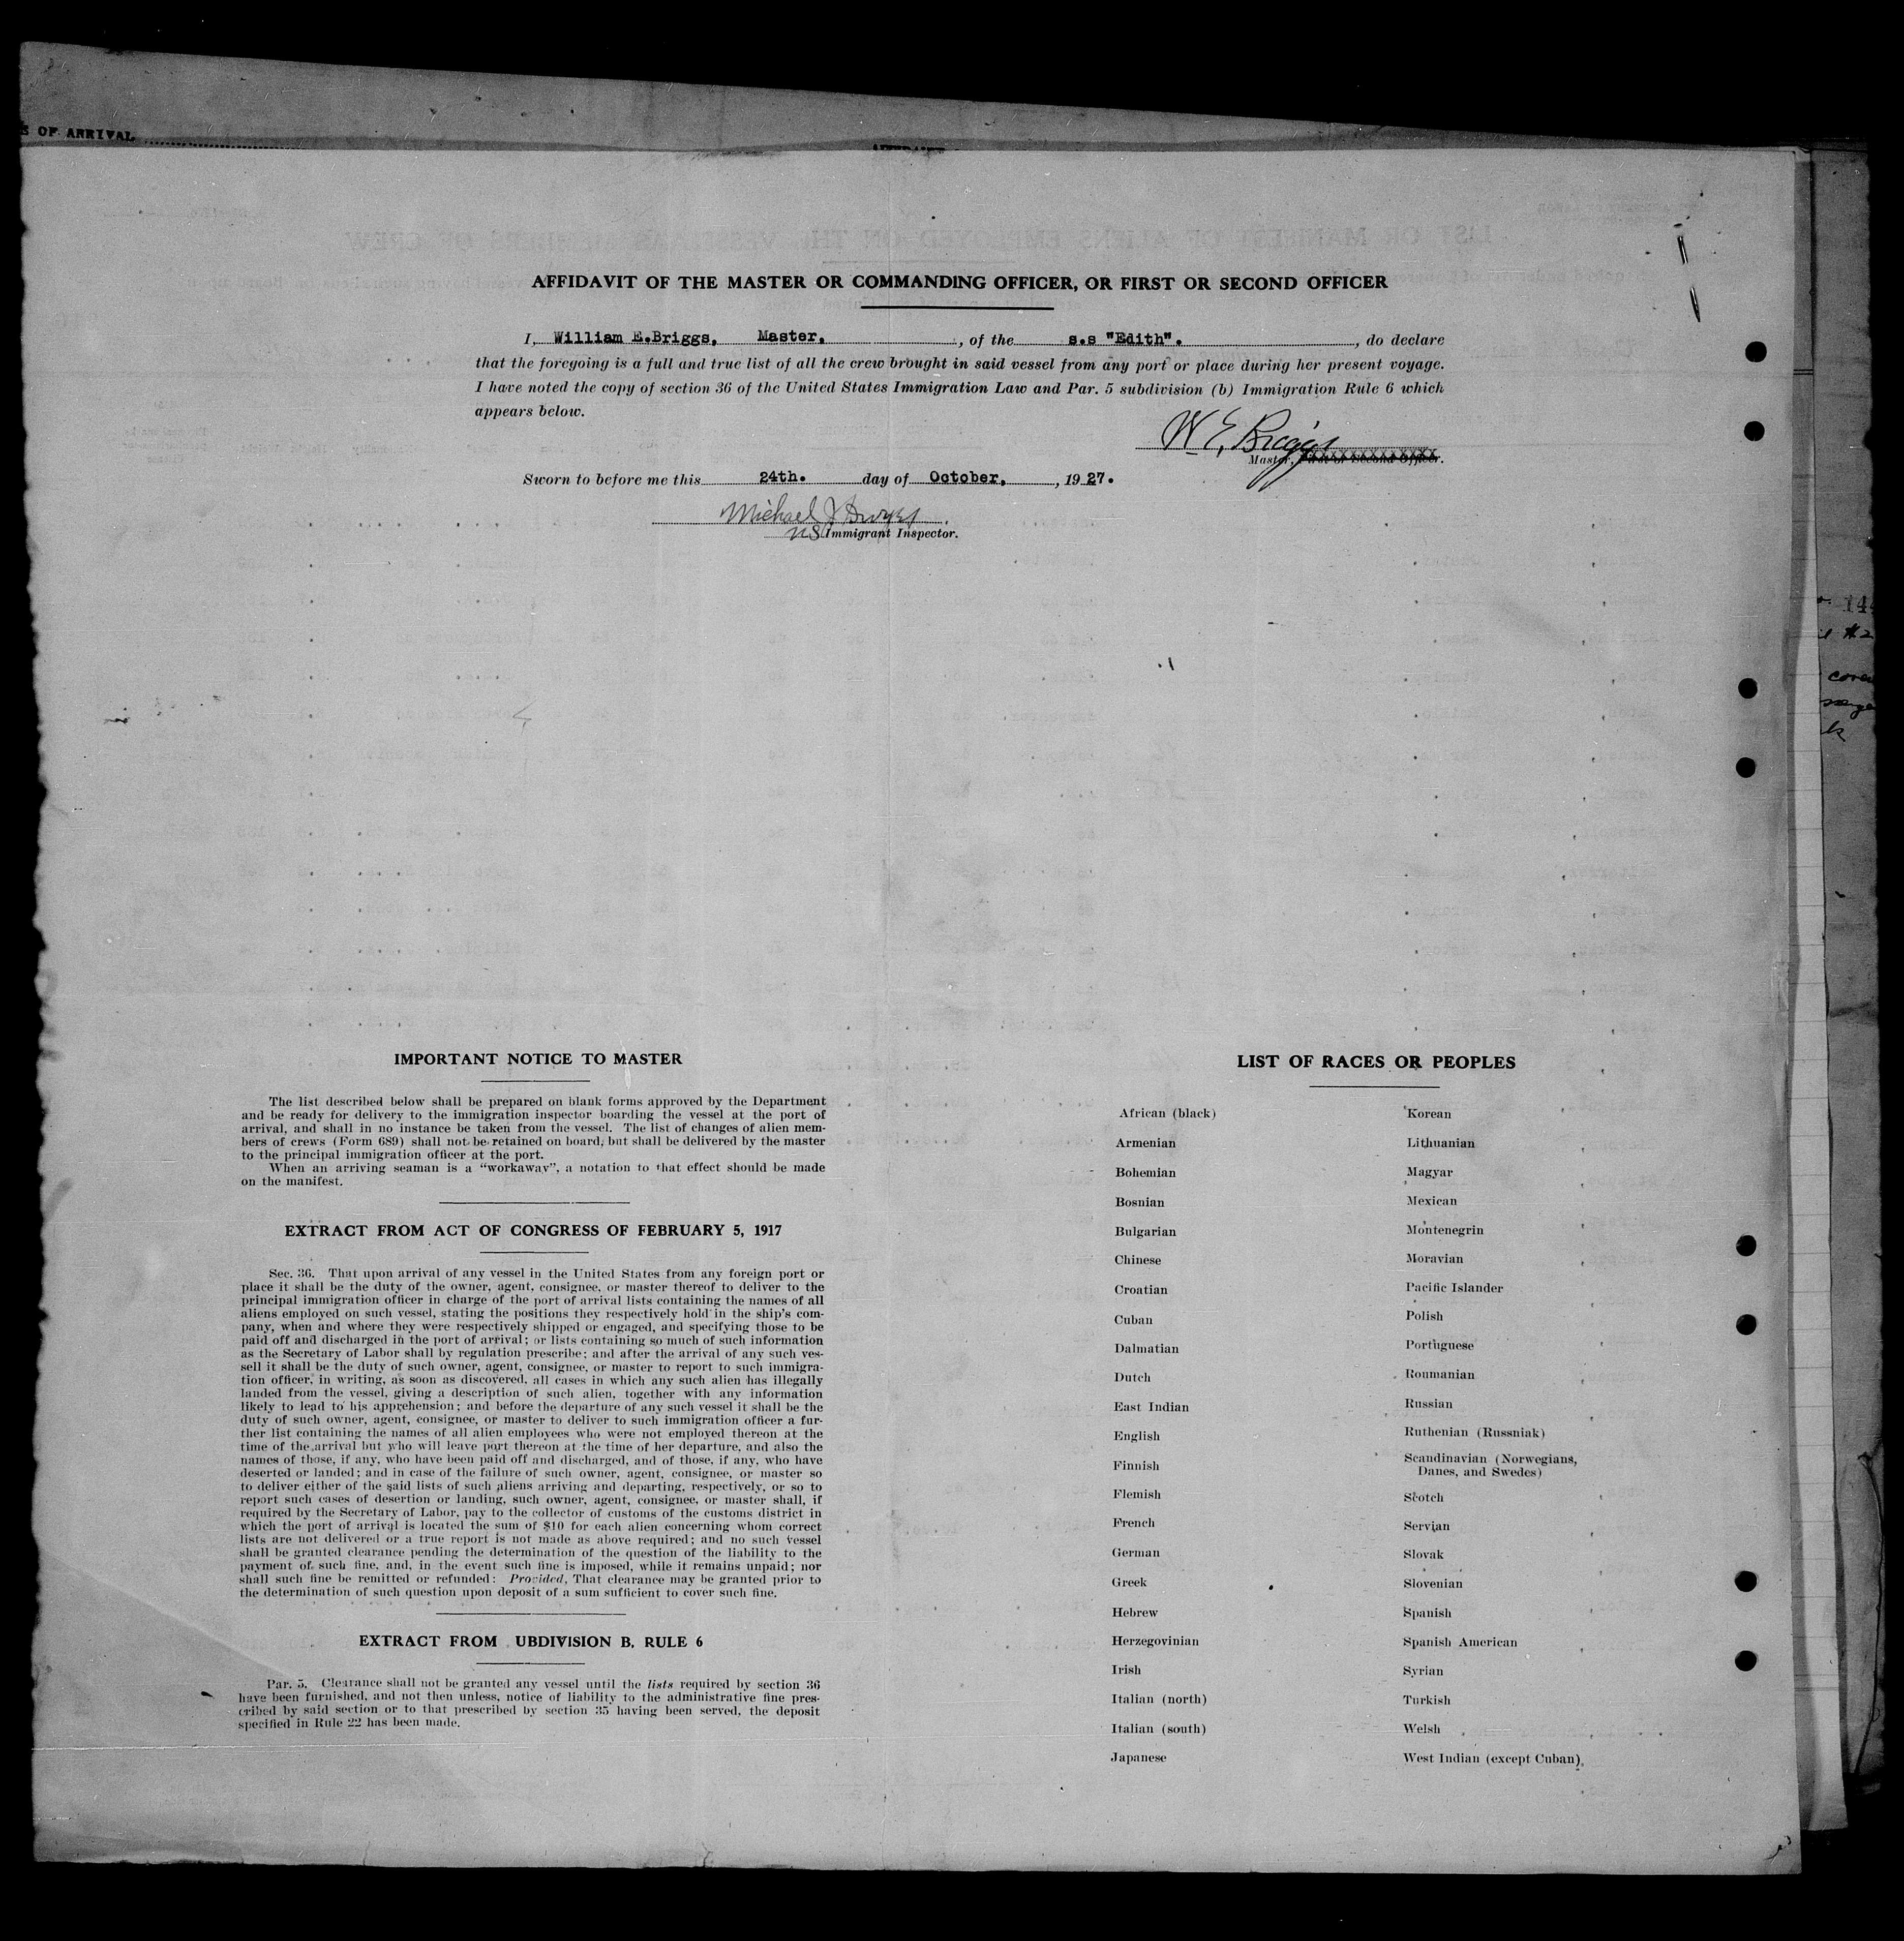 S OF ARRIVAL
AFFIDAVIT OF THE MASTER OR COMMANDING OFFICER, OR FIRST OR SECOND OFFICER
I, William E.Briggs, Master. , of the s.s "Edith". , do declare
that the foregoing is a full and true list of all the crew brought in said vessel from any port or place during her present voyage.
I have noted the copy of section 36 of the United States Immigration Law and Par. 5 subdivision (b) Immigration Rule 6 which
appears below.
W E, Briggs
Master, First or Second Officer.
Sworn to before me this 24th. day of October, , 19 27.
Michael J Dwyer
US Immigrant Inspector.
144
IMPORTANT NOTICE TO MASTER
The list described below shall be prepared on blank forms approved by the Department
and be ready for delivery to the immigration inspector boarding the vessel at the port of
arrival, and shall in no instance be taken from the vessel. The list of changes of alien mem-
bers of crews (Form 689) shall not be retained on board, but shall be delivered by the master
to the principal immigration officer at the port.
When an arriving seaman is a "workaway", a notation to that effect should be made
on the manifest.
EXTRACT FROM ACT OF CONGRESS OF FEBRUARY 5, 1917
Sec. 36. That upon arrival of any vessel in the United States from any foreign port or
place it shall be the duty of the owner, agent, consignee, or master thereof to deliver to the
principal immigration officer in charge of the port of arrival lists containing the names of all
aliens employed on such vessel, stating the positions they respectively hold in the ship's com-
pany, when and where they were respectively shipped or engaged, and specifying those to be
paid off and discharged in the port of arrival; or lists containing so much of such information
as the Secretary of Labor shall by regulation prescribe; and after the arrival of any such ves-
sell it shall be the duty of such owner, agent, consignee, or master to report to such immigra-
tion officer, in writing, as soon as discovered, all cases in which any such alien has illegally
landed from the vessel, giving a description of such alien, together with any information
likely to lead to his apprehension; and before the departure of any such vessel it shall be the
duty of such owner, agent, consignee, or master to deliver to such immigration officer a fur-
ther list containing the names of all alien employees who were not employed thereon at the
time of the arrival but who will leave port thereon at the time of her departure, and also the
names of those, if any, who have been paid off and discharged, and of those, if any, who have
deserted or landed; and in case of the failure of such owner, agent, consignee, or master so
to deliver either of the said lists of such aliens arriving and departing, respectively, or so to
report such cases of desertion or landing, such owner, agent, consignee, or master shall, if
required by the Secretary of Labor, pay to the collector of customs of the customs district in
which the port of arrival is located the sum of $10 for each alien concerning whom correct
lists are not delivered or a true report is not made as above required; and no such vessel
shall be granted clearance pending the determination of the question of the liability to the
payment of such fine, and, in the event such fine is imposed, while it remains unpaid; nor
shall such fine be remitted or refunded: Provided, That clearance may be granted prior to
the determination of such question upon deposit of a sum sufficient to cover such fine.
EXTRACT FROM UBDIVISION B, RULE 6
Par. 5. Clearance shall not be granted any vessel until the lists required by section 36
have been furnished, and not then unless, notice of liability to the administrative fine pres-
cribed by said section or to that prescribed by section 35 having been served, the deposit
specified in Rule 22 has been made.
LIST OF RACES OR PEOPLES
African (black)
Armenian
Bohemian
Bosnian
Bulgarian
Chinese
Croatian
Cuban
Dalmatian
Dutch
East Indian
English
Finnish
Flemish
French
German
Greek
Hebrew
Herzegovinian
Irish
Italian (north)
Italian (south)
Japanese
Korean
Lithuanian
Magyar
Mexican
Montenegrin
Moravian
Pacific Islander
Polish
Portuguese
Roumanian
Russian
Ruthenian (Russniak)
Scandinavian (Norwegians,
Danes, and Swedes)
Scotch
Servian
Slovak
Slovenian
Spanish
Spanish American
Syrian
Turkish
Welsh
West Indian (except Cuban)